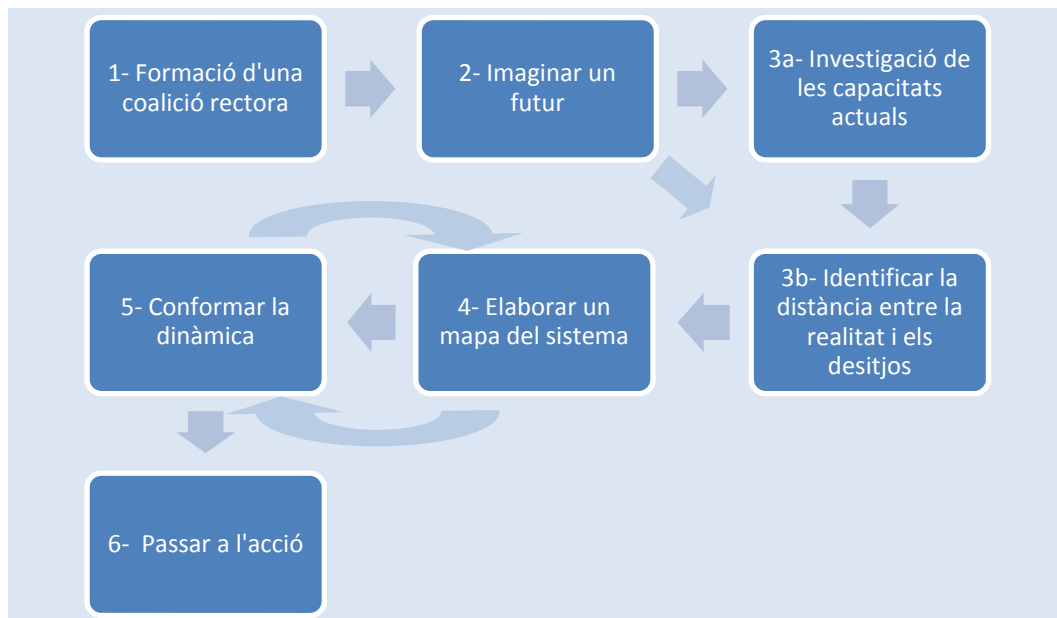 1- Formació d'una
coalició rectora
2- Imaginar un
futur
3a- Investigació de
les capacitats
actuals
3b- Identificar la
distància entre la
realitat i els
desitjos
4- Elaborar un
mapa del sistema
5- Conformar la
dinàmica
6- Passar a l'acció